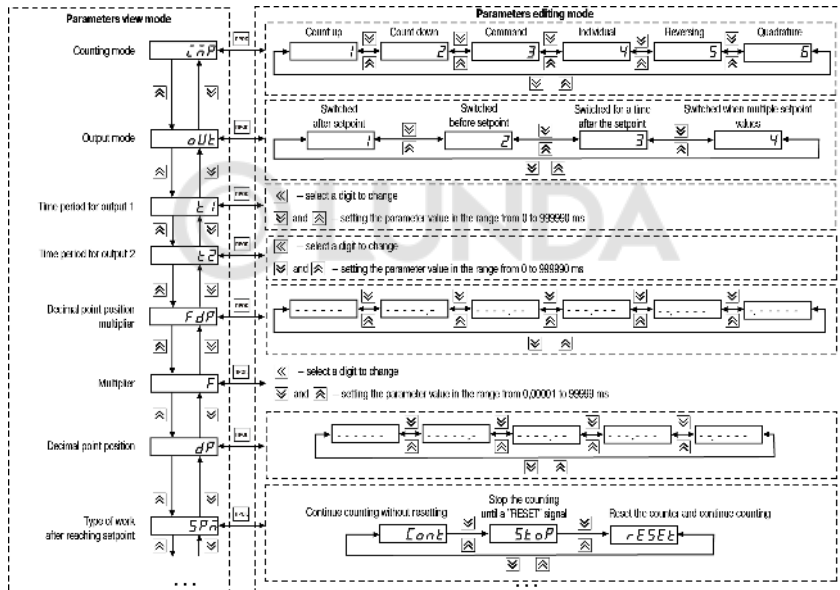 Parameters view mode
Parameters editing mode
Counting mode
Count up
Count down
Command
Individual
Reversing
Quadrature
1
2
3
4
5
6
Output mode
oUt
Switched after setpoint
Switched before setpoint
Switched for a time after the setpoint
Switched when multiple setpoint values
1
2
3
4
LUNDA
Time period for output 1
t1
– select a digit to change
and – setting the parameter value in the range from 0 to 999990 ms
Time period for output 2
t2
– select a digit to change
and – setting the parameter value in the range from 0 to 999990 ms
Decimal point position multiplier
FdP
Multiplier
F
– select a digit to change
and – setting the parameter value in the range from 0,00001 to 99999 ms
Decimal point position
dP
Type of work after reaching setpoint
Continue counting without resetting
Stop the counting until a "RESET" signal
Reset the counter and continue counting
Cont
StoP
rESEt
...
...